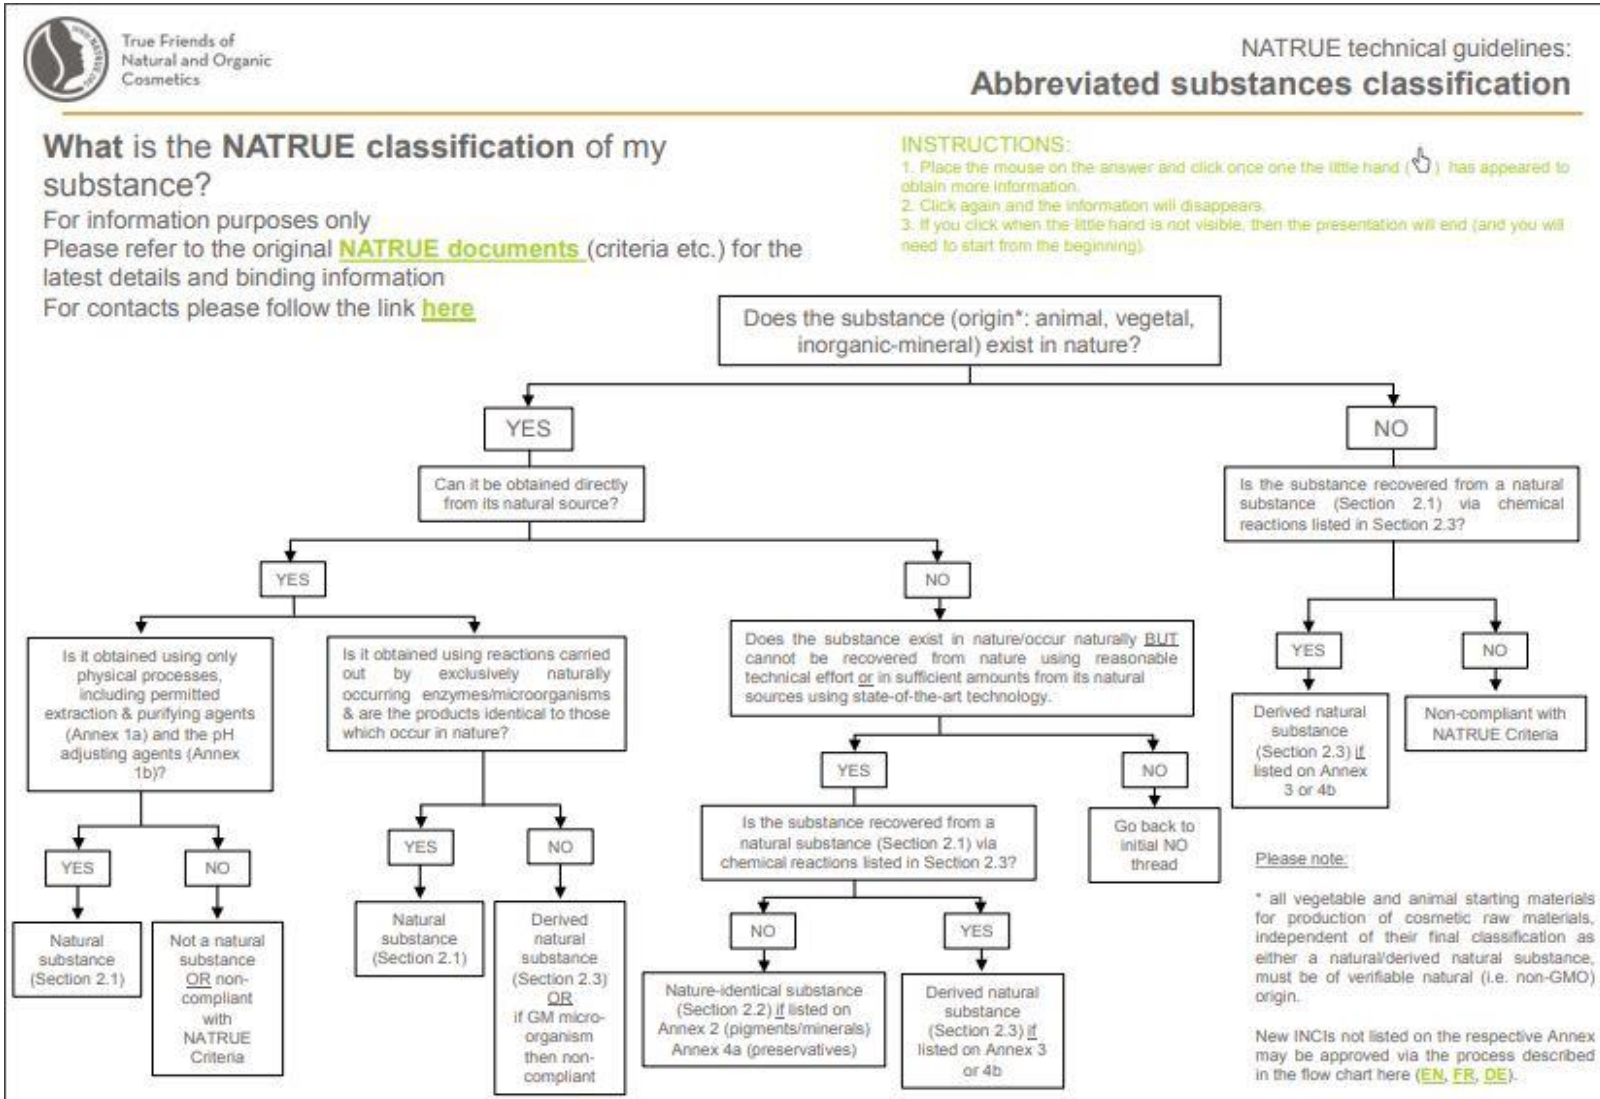 True Friends of
Natural and Organic
Cosmetics
NATRUE technical guidelines:
Abbreviated substances classification
What is the NATRUE classification of my
substance?
For information purposes only
Please refer to the original NATRUE documents (criteria etc.) for the
latest details and binding information
For contacts please follow the link here
INSTRUCTIONS:
1. Place the mouse on the answer and click once one the little hand ( ) has appeared to
obtain more information.
2. Click again and the information will disappears.
3. If you click when the little hand is not visible, then the presentation will end (and you will
need to start from the beginning).
Does the substance (origin*: animal, vegetal,
inorganic-mineral) exist in nature?
YES
NO
Can it be obtained directly
from its natural source?
Is the substance recovered from a natural
substance (Section 2.1) via chemical
reactions listed in Section 2.3?
YES
NO
Is it obtained using only
physical processes,
including permitted
extraction & purifying agents
(Annex 1a) and the pH
adjusting agents (Annex
1b)?
Is it obtained using reactions carried
out by exclusively naturally
occurring enzymes/microorganisms
& are the products identical to those
which occur in nature?
Does the substance exist in nature/occur naturally BUT
cannot be recovered from nature using reasonable
technical effort or in sufficient amounts from its natural
sources using state-of-the-art technology.
YES
NO
Derived natural
substance
(Section 2.3) if
listed on Annex
3 or 4b
Non-compliant with
NATRUE Criteria
YES
NO
Is the substance recovered from a
natural substance (Section 2.1) via
chemical reactions listed in Section 2.3?
Go back to
initial NO
thread
YES
NO
YES
NO
Natural
substance
(Section 2.1)
Not a natural
substance
OR non-
compliant
with
NATRUE
Criteria
Natural
substance
(Section 2.1)
Derived
natural
substance
(Section 2.3)
OR
if GM micro-
organism
then non-
compliant
NO
YES
Nature-identical substance
(Section 2.2) if listed on
Annex 2 (pigments/minerals)
Annex 4a (preservatives)
Derived natural
substance
(Section 2.3) if
listed on Annex 3
or 4b
Please note:
* all vegetable and animal starting materials
for production of cosmetic raw materials,
independent of their final classification as
either a natural/derived natural substance,
must be of verifiable natural (i.e. non-GMO)
origin.
New INCIs not listed on the respective Annex
may be approved via the process described
in the flow chart here (EN, FR, DE).